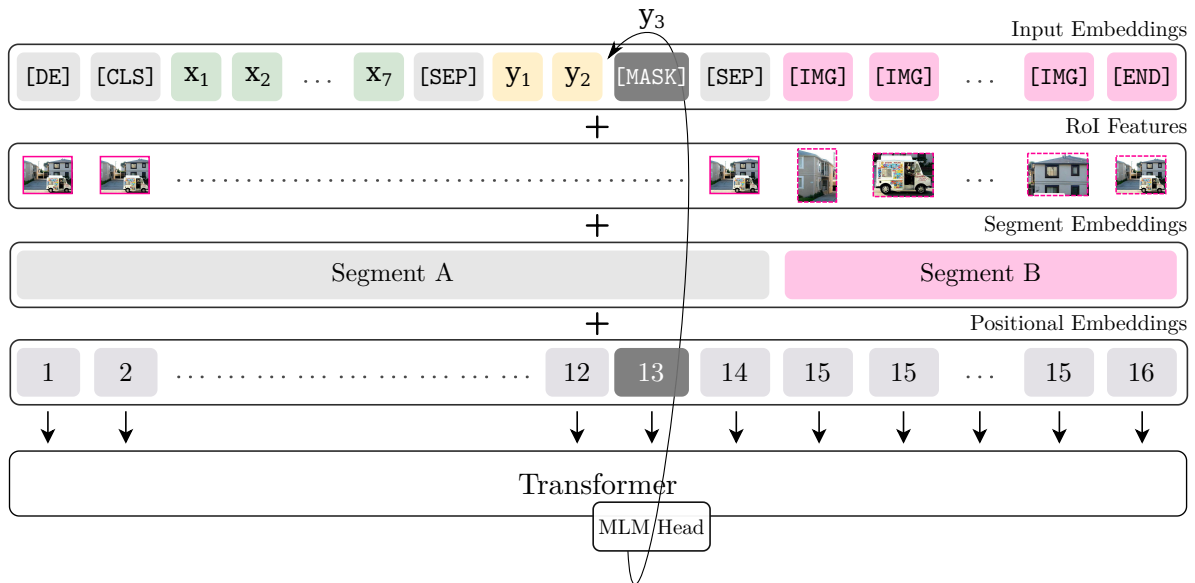 y3
Input Embeddings
[DE] [CLS] x1 x2 ... x7 [SEP] y1 y2 [MASK] [SEP] [IMG] [IMG] ... [IMG] [END]
+
RoI Features
...
+
Segment Embeddings
Segment A Segment B
+
Positional Embeddings
1 2 ... 12 13 14 15 15 ... 15 16
Transformer
MLM Head